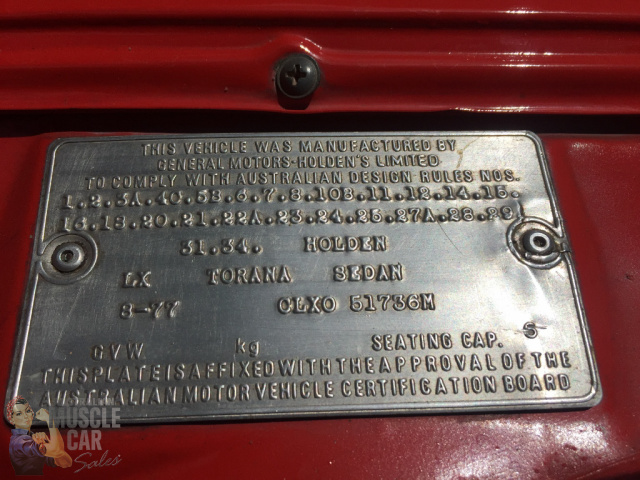 THIS VEHICLE WAS MANUFACTURED BY
GENERAL MOTORS-HOLDEN'S LIMITED
TO COMPLY WITH AUSTRALIAN DESIGN RULES NOS.
1.2.3A.4C.5B.6.7.8.10B.11.12.14.15.
16.18.20.21.22A.23.24.25.27A.28.29
31.34. HOLDEN
LX TORANA SEDAN
8-77 CLXO 51736M
G.V.W. kg SEATING CAP. 5
THIS PLATE IS AFFIXED WITH THE APPROVAL OF THE
AUSTRALIAN MOTOR VEHICLE CERTIFICATION BOARD
MUSCLE
CAR
Sales